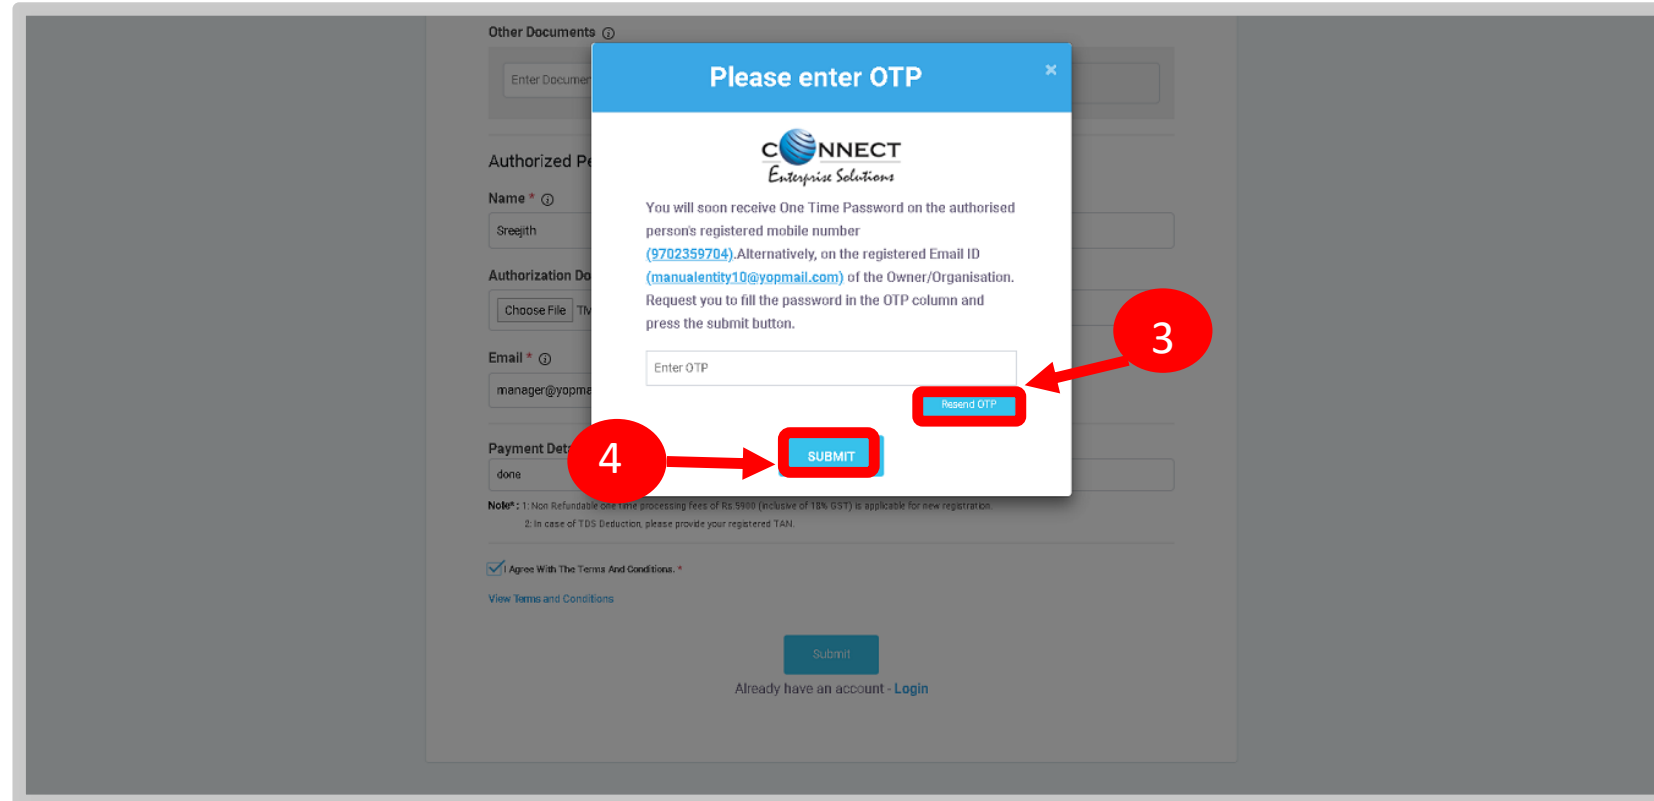 Other Documents
Enter Documen
Please enter OTP
×
CONNECT
Enterprise Solutions
Authorized Pe
Name *
You will soon receive One Time Password on the authorised
person's registered mobile number
Sreejith
(9702359704).Alternatively, on the registered Email ID
Authorization Do
(manualentity10@yopmail.com) of the Owner/Organisation.
Request you to fill the password in the OTP column and
Choose File TM
press the submit button.
3
Email *
Enter OTP
manager@yopma
Resend OTP
Payment Deta
4
SUBMIT
done
Note*: 1: Non Refundable one time processing fees of Rs.5900 (inclusive of 18% GST) is applicable for new registration.
2: In case of TDS Deduction, please provide your registered TAN.
I Agree With The Terms And Conditions. *
View Terms and Conditions
Submit
Already have an account - Login